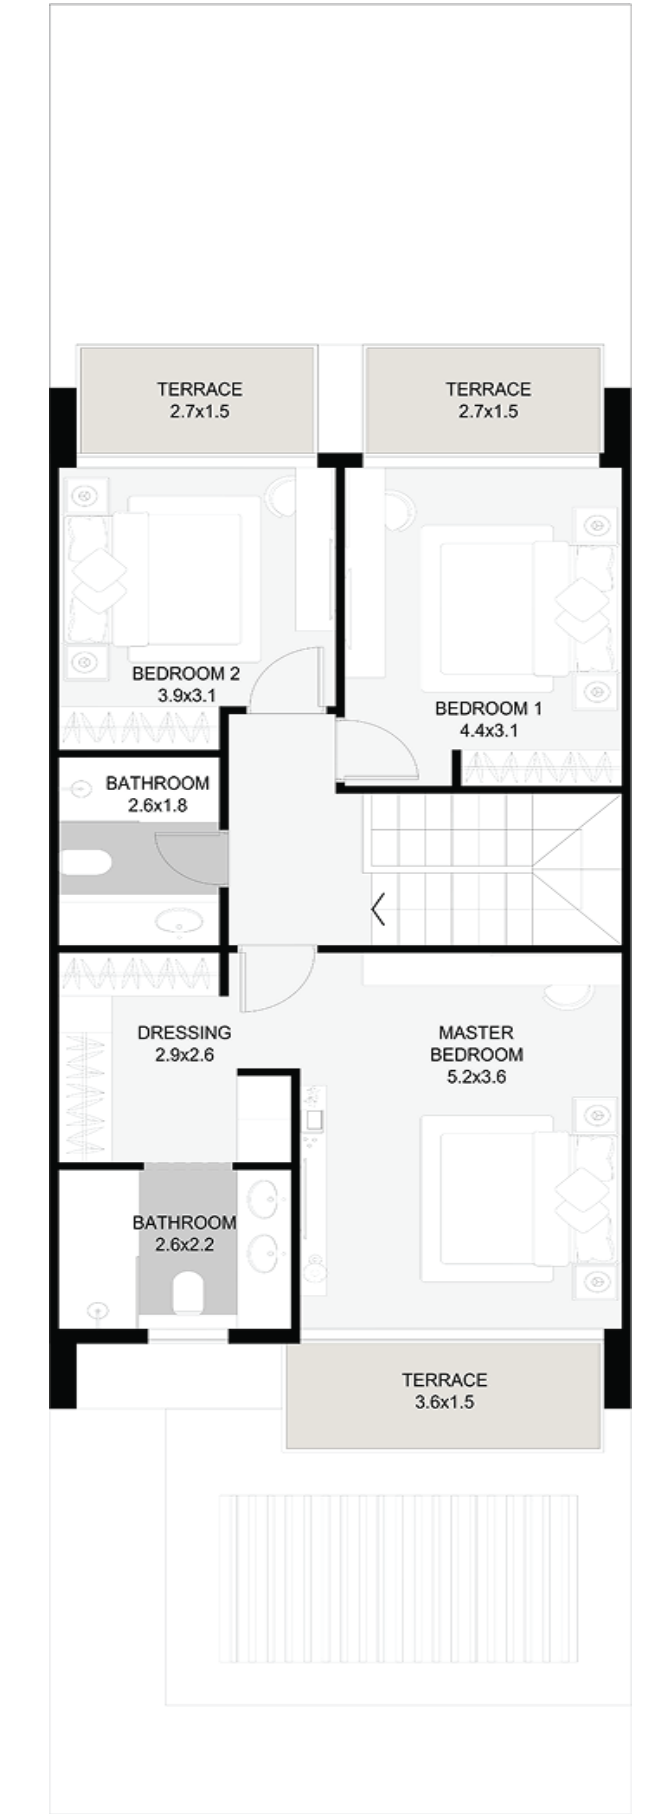 TERRACE
2.7x1.5
TERRACE
2.7x1.5
BEDROOM 2
3.9x3.1
BEDROOM 1
4.4x3.1
BATHROOM
2.6x1.8
DRESSING
2.9x2.6
MASTER
BEDROOM
5.2x3.6
BATHROOM
2.6x2.2
TERRACE
3.6x1.5